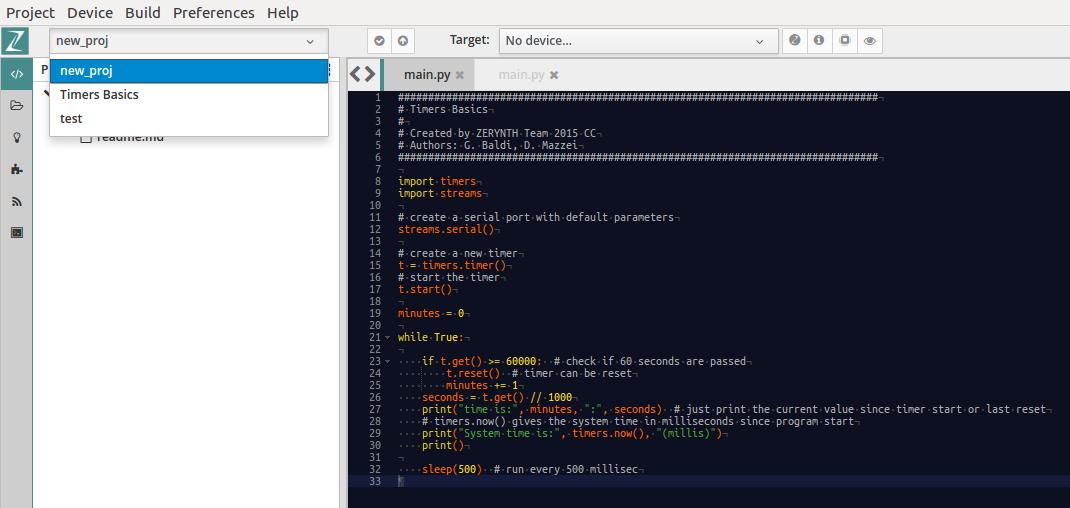 Project Device Build Preferences Help
Z new_proj Target: No device...
new_proj
Timers Basics
test
P
readme.md
main.py main.py
1 ################################################################################
2 # Timers Basics
3 #
4 # Created by ZERYNTH Team 2015 CC
5 # Authors: G. Baldi, D. Mazzei
6 ################################################################################
7
8 import timers
9 import streams
10
11 # create a serial port with default parameters
12 streams.serial()
13
14 # create a new timer
15 t = timers.timer()
16 # start the timer
17 t.start()
18
19 minutes = 0
20
21 while True:
22
23 if t.get() >= 60000: # check if 60 seconds are passed
24 t.reset() # timer can be reset
25 minutes += 1
26 seconds = t.get() // 1000
27 print("time is:", minutes, ":", seconds) # just print the current value since timer start or last reset
28 # timers.now() gives the system time in milliseconds since program start
29 print("System time is:", timers.now(), "(millis)")
30 print()
31
32 sleep(500) # run every 500 millisec
33